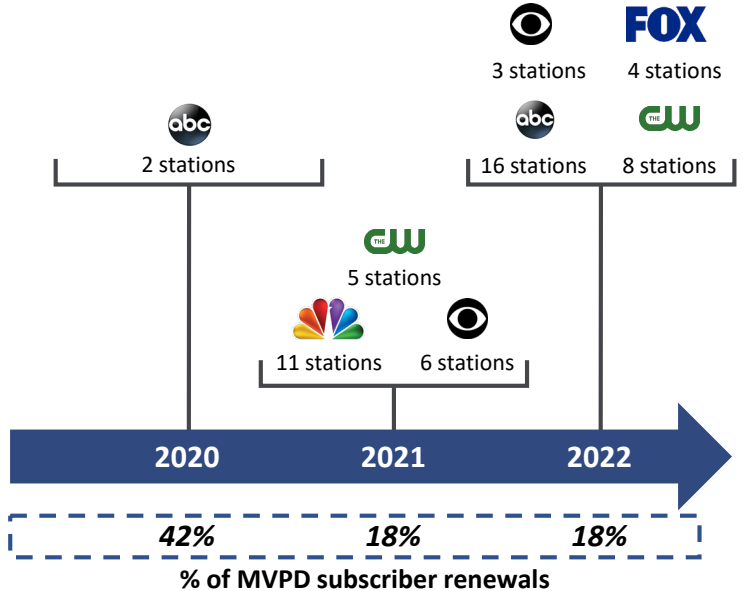 FOX
3 stations 4 stations
abc
abc
THE CW
2 stations
16 stations 8 stations
THE CW
5 stations
11 stations 6 stations
2020 2021 2022
42% 18% 18%
% of MVPD subscriber renewals